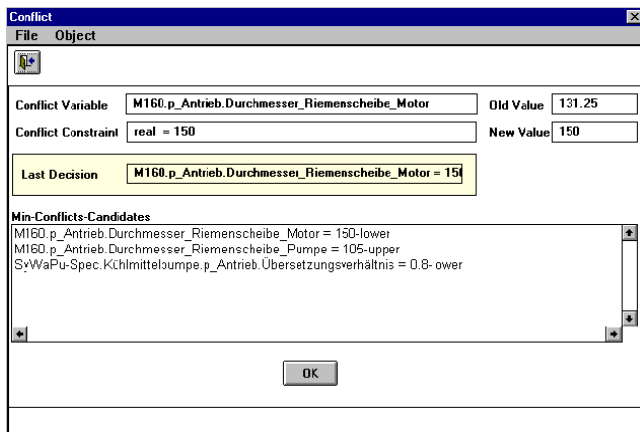 Conflict
File Object
Conflict Variable M160.p_Antrieb.Durchmesser_Riemenscheibe_Motor Old Value 131.25
Conflict Constraint real = 150 New Value 150
Last Decision M160.p_Antrieb.Durchmesser_Riemenscheibe_Motor = 150
Min-Conflicts-Candidates
M160.p_Antrieb.Durchmesser_Riemenscheibe_Motor = 150-lower
M160.p_Antrieb.Durchmesser_Riemenscheibe_Pumpe = 105-upper
SyWaPu-Spec.Kühlmittelpumpe.p_Antrieb.Übersetzungsverhältnis = 0.8-lower
OK